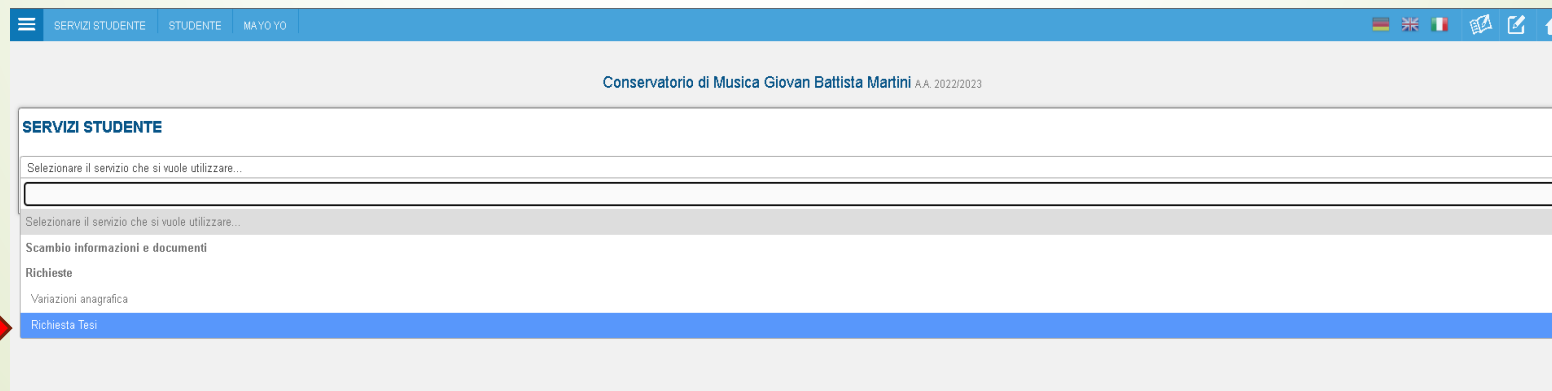 SERVIZI STUDENTE STUDENTE MAYO YO
Conservatorio di Musica Giovan Battista Martini A.A. 2022/2023
SERVIZI STUDENTE
Selezionare il servizio che si vuole utilizzare...
Selezionare il servizio che si vuole utilizzare...
Scambio informazioni e documenti
Richieste
Variazioni anagrafica
Richiesta Tesi